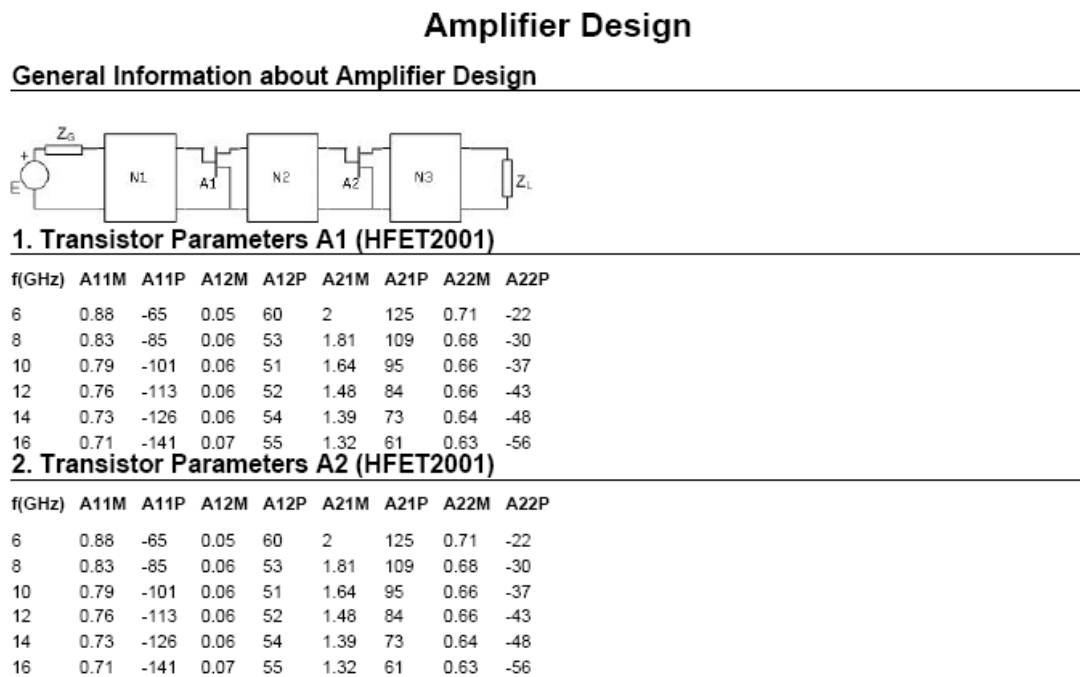 Amplifier Design
General Information about Amplifier Design
ZG
+
E
N1
A1
N2
A2
N3
ZL
1. Transistor Parameters A1 (HFET2001)
f(GHz) A11M A11P A12M A12P A21M A21P A22M A22P
6 0.88 -65 0.05 60 2 125 0.71 -22
8 0.83 -85 0.06 53 1.81 109 0.68 -30
10 0.79 -101 0.06 51 1.64 95 0.66 -37
12 0.76 -113 0.06 52 1.48 84 0.66 -43
14 0.73 -126 0.06 54 1.39 73 0.64 -48
16 0.71 -141 0.07 55 1.32 61 0.63 -56
2. Transistor Parameters A2 (HFET2001)
f(GHz) A11M A11P A12M A12P A21M A21P A22M A22P
6 0.88 -65 0.05 60 2 125 0.71 -22
8 0.83 -85 0.06 53 1.81 109 0.68 -30
10 0.79 -101 0.06 51 1.64 95 0.66 -37
12 0.76 -113 0.06 52 1.48 84 0.66 -43
14 0.73 -126 0.06 54 1.39 73 0.64 -48
16 0.71 -141 0.07 55 1.32 61 0.63 -56